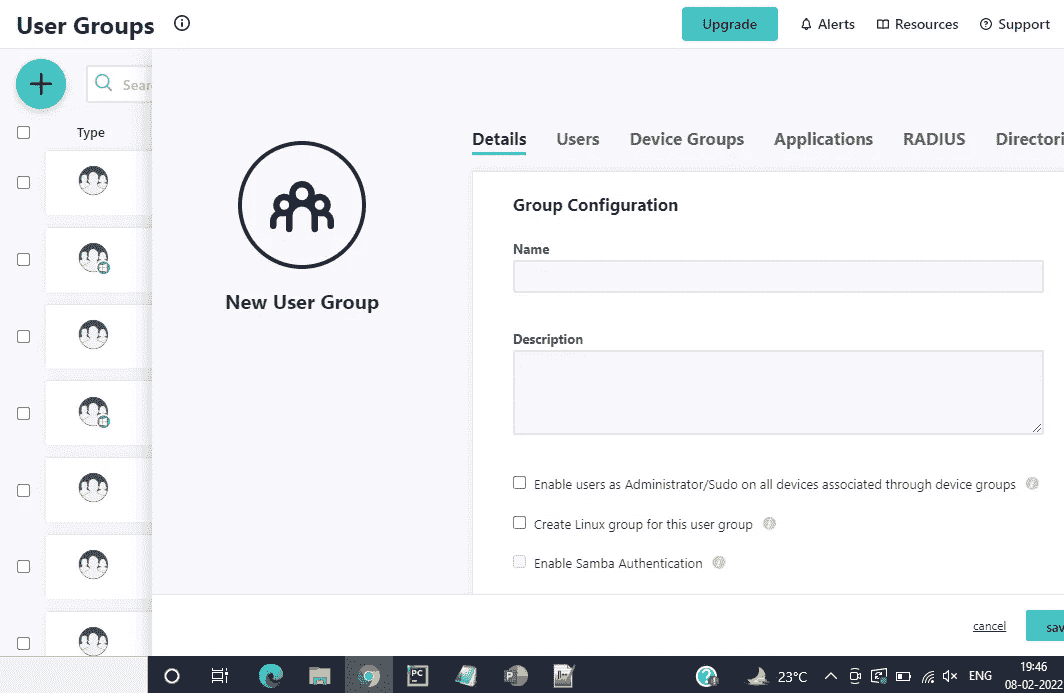 User Groups
Upgrade
Alerts
Resources
Support
Type
Details
Users
Device Groups
Applications
RADIUS
Directori
New User Group
Group Configuration
Name
Description
Enable users as Administrator/Sudo on all devices associated through device groups
Create Linux group for this user group
Enable Samba Authentication
cancel
sav
PC
P
23°C
ENG
19:46
08-02-2022